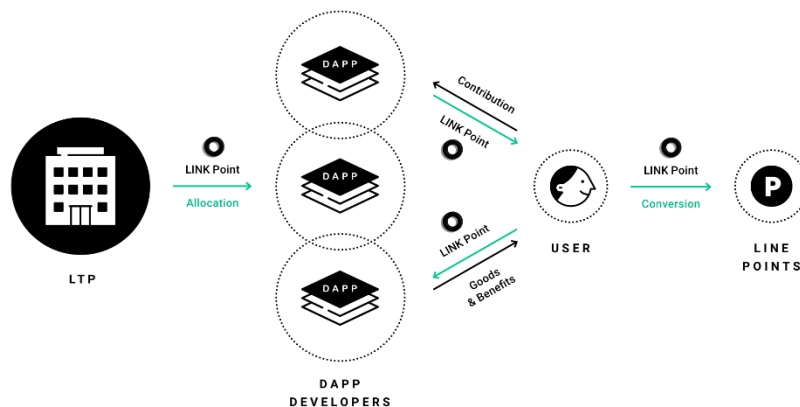 LINK Point
Allocation
LTP
DAPP
DAPP
DAPP
DAPP
DEVELOPERS
Contribution
LINK Point
LINK Point
Goods
& Benefits
USER
LINK Point
Conversion
P
LINE
POINTS